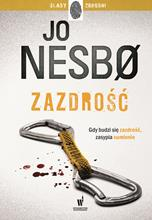 ŚLADY ZBRODNI
JO
NESBØ
ZAZDROŚĆ
Gdy budzi się zazdrość,
zasypia sumienie